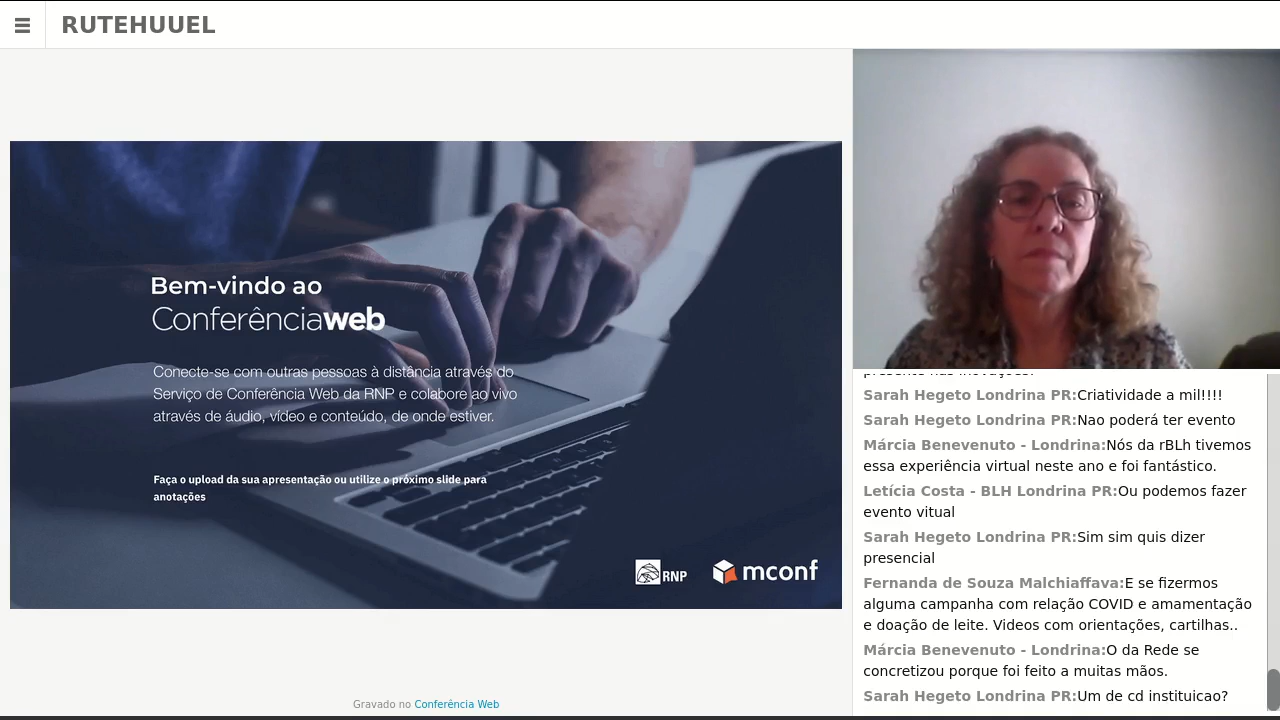 RUTEHUUEL
Bem-vindo ao
Conferênciaweb
Conecte-se com outras pessoas à distância através do
Serviço de Conferência Web da RNP e colabore ao vivo
através de áudio, vídeo e conteúdo, de onde estiver.
Faça o upload da sua apresentação ou utilize o próximo slide para
anotações
RNP
mconf
Gravado no Conferência Web
presente nas inovações!
Sarah Hegeto Londrina PR:Criatividade a mil!!!!
Sarah Hegeto Londrina PR:Nao poderá ter evento
Márcia Benevenuto - Londrina:Nós da rBLh tivemos
essa experiência virtual neste ano e foi fantástico.
Letícia Costa - BLH Londrina PR:Ou podemos fazer
evento vitual
Sarah Hegeto Londrina PR:Sim sim quis dizer
presencial
Fernanda de Souza Malchiaffava:E se fizermos
alguma campanha com relação COVID e amamentação
e doação de leite. Videos com orientações, cartilhas..
Márcia Benevenuto - Londrina:O da Rede se
concretizou porque foi feito a muitas mãos.
Sarah Hegeto Londrina PR:Um de cd instituicao?